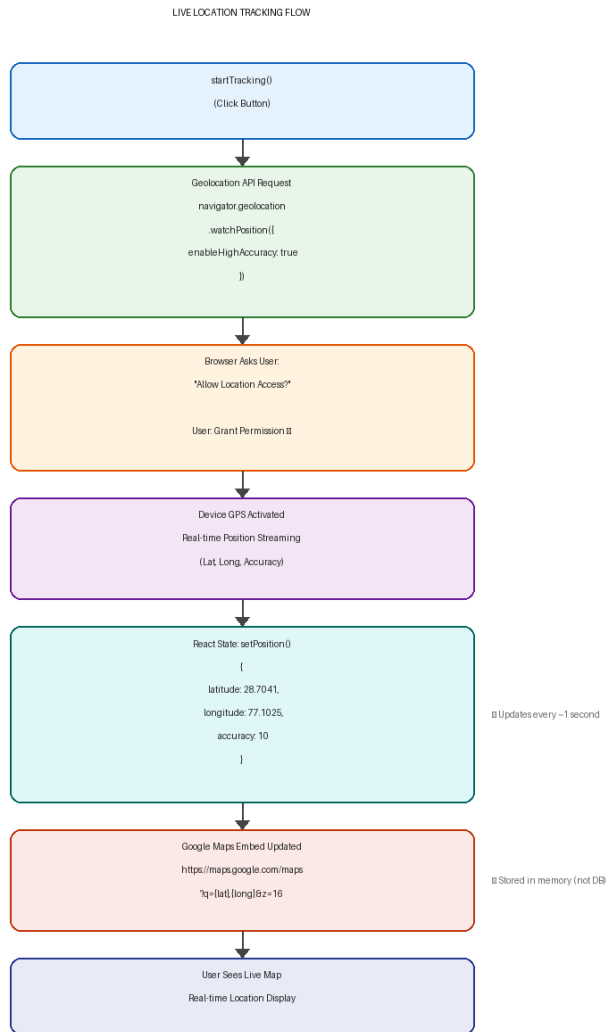 LIVE LOCATION TRACKING FLOW
startTracking()
(Click Button)
Geolocation API Request
navigator.geolocation
.watchPosition({
enableHighAccuracy: true
})
Browser Asks User:
"Allow Location Access?"
User: Grant Permission
Device GPS Activated
Real-time Position Streaming
(Lat, Long, Accuracy)
React State: setPosition()
{
latitude: 28.7041,
longitude: 77.1025,
accuracy: 10
}
Updates every ~1 second
Google Maps Embed Updated
https://maps.google.com/maps
?q={lat},{long}&z=16
Stored in memory (not DB)
User Sees Live Map
Real-time Location Display